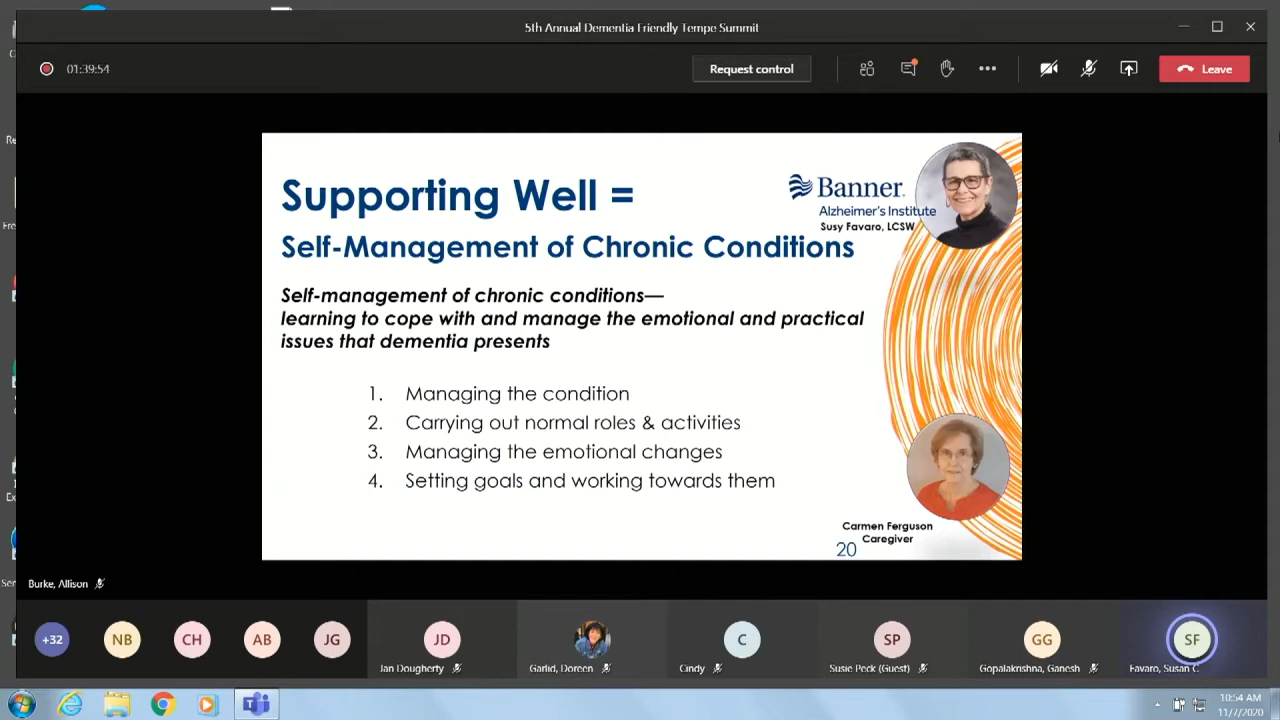 5th Annual Dementia Friendly Tempe Summit
01:39:54
Request control
Leave
Supporting Well =
Banner
Alzheimer's Institute
Susy Favaro, LCSW
Self-Management of Chronic Conditions
Self-management of chronic conditions—
learning to cope with and manage the emotional and practical
issues that dementia presents
1. Managing the condition
2. Carrying out normal roles & activities
3. Managing the emotional changes
4. Setting goals and working towards them
Carmen Ferguson
Caregiver
20
Burke, Allison
+32
NB
CH
AB
JG
JD
C
SP
GG
SF
Jan Dougherty
Garlid, Doreen
Cindy
Susie Peck (Guest)
Gopalakrishna, Ganesh
Favaro, Susan C
10:54 AM
11/7/2020